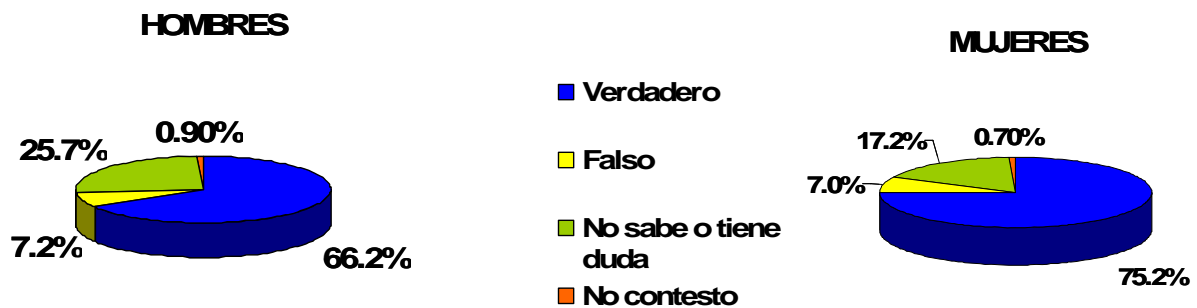 HOMBRES
25.7%
0.90%
7.2%
66.2%
Verdadero
Falso
No sabe o tiene
duda
No contesto
MUJERES
17.2%
0.70%
7.0%
75.2%